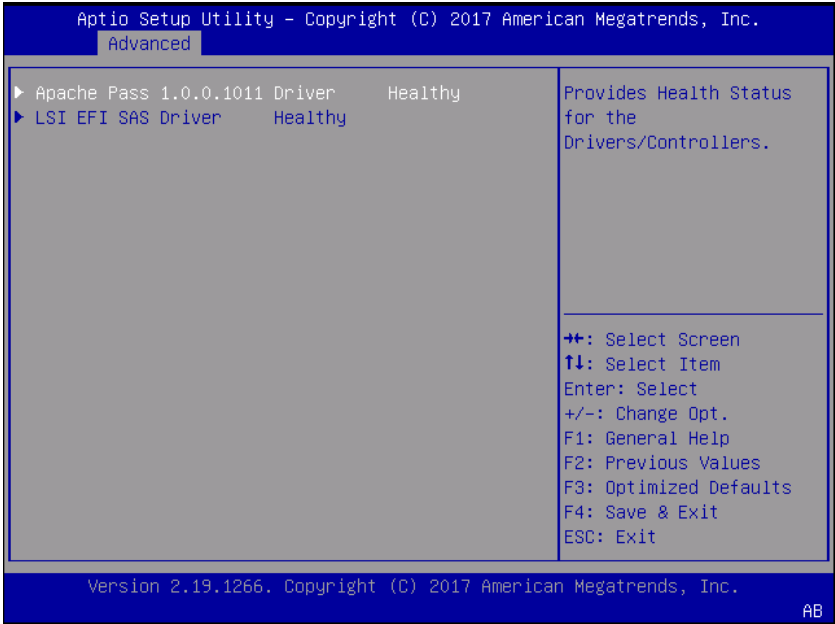 Aptio Setup Utility – Copyright (C) 2017 American Megatrends, Inc.
Advanced
▶ Apache Pass 1.0.0.1011 Driver Healthy
▶ LSI EFI SAS Driver Healthy
Provides Health Status
for the
Drivers/Controllers.
→←: Select Screen
↑↓: Select Item
Enter: Select
+/-: Change Opt.
F1: General Help
F2: Previous Values
F3: Optimized Defaults
F4: Save & Exit
ESC: Exit
Version 2.19.1266. Copyright (C) 2017 American Megatrends, Inc.
AB